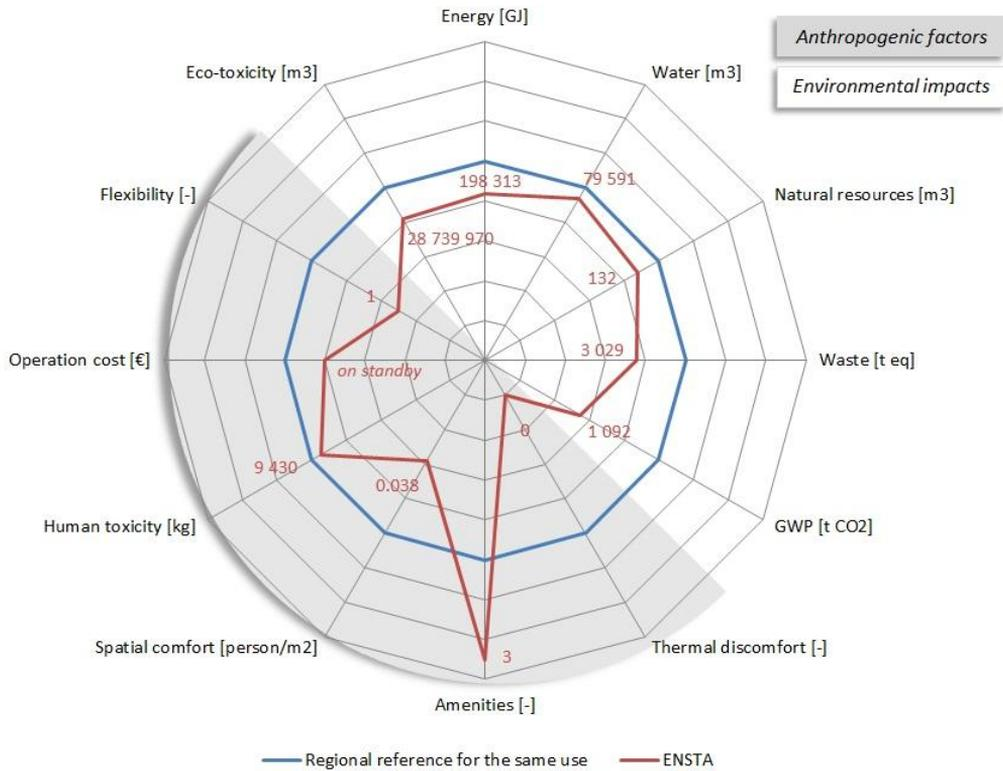 Energy [GJ]
Anthropogenic factors
Eco-toxicity [m3]
Water [m3]
Environmental impacts
198 313
79 591
Flexibility [-]
Natural resources [m3]
28 739 970
132
1
3 029
Operation cost [€]
on standby
Waste [t eq]
0
1 092
9 430
0.038
Human toxicity [kg]
GWP [t CO2]
Spatial comfort [person/m2]
Thermal discomfort [-]
3
Amenities [-]
Regional reference for the same use
ENSTA